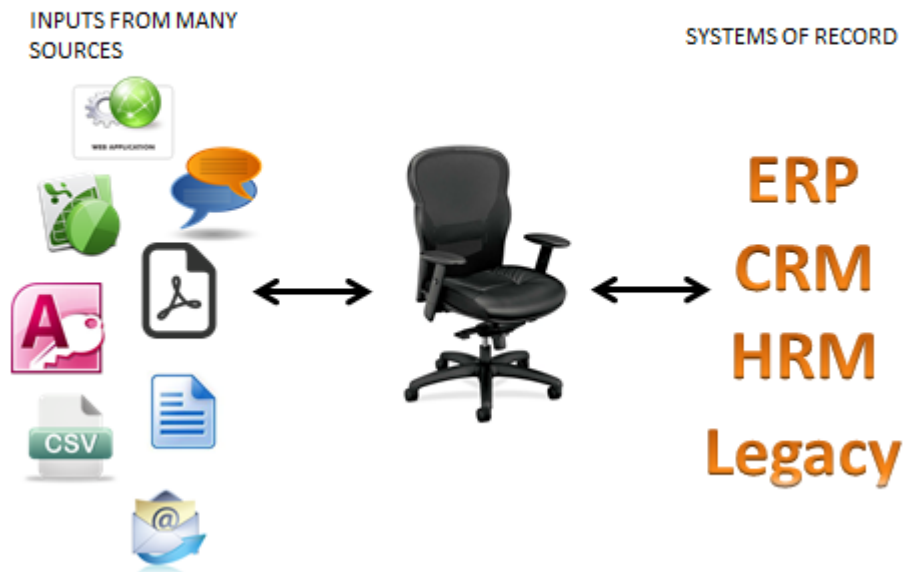 INPUTS FROM MANY
SOURCES
SYSTEMS OF RECORD
WEB APPLICATION
A
CSV
@
ERP
CRM
HRM
Legacy